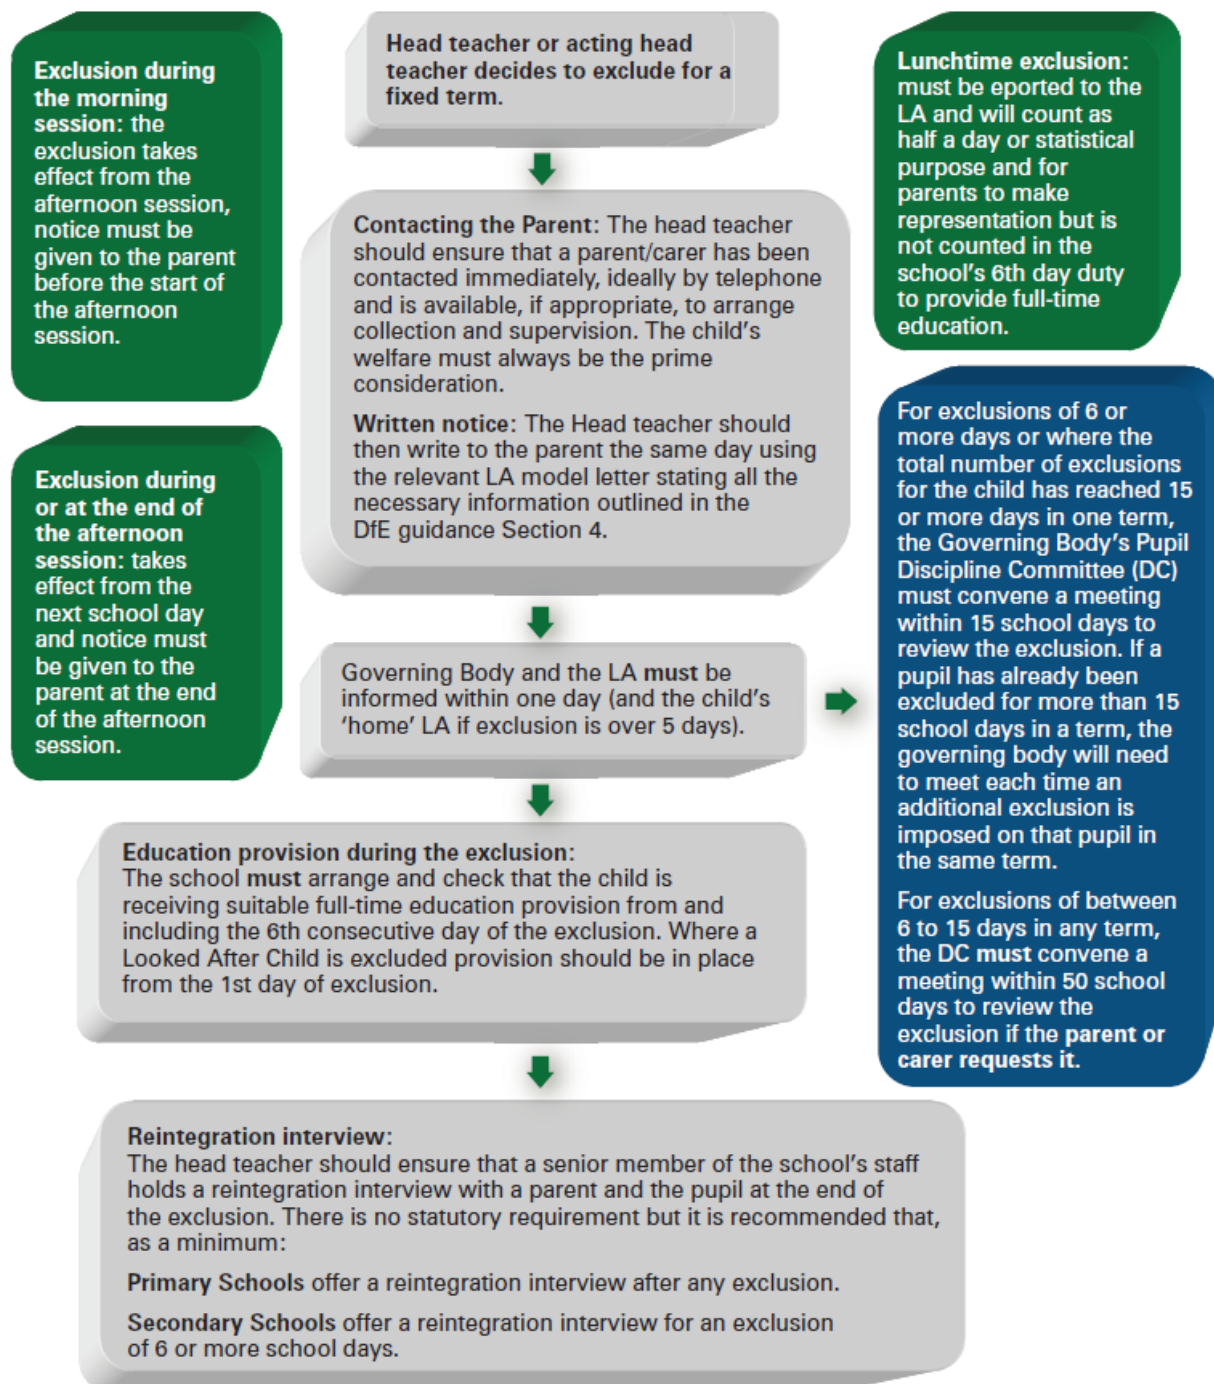 Exclusion during
the morning
session: the
exclusion takes
effect from the
afternoon session,
notice must be
given to the parent
before the start of
the afternoon
session.
Head teacher or acting head
teacher decides to exclude for a
fixed term.
Lunchtime exclusion:
must be eported to the
LA and will count as
half a day or statistical
purpose and for
parents to make
representation but is
not counted in the
school's 6th day duty
to provide full-time
education.
Contacting the Parent: The head teacher
should ensure that a parent/carer has been
contacted immediately, ideally by telephone
and is available, if appropriate, to arrange
collection and supervision. The child's
welfare must always be the prime
consideration.
Written notice: The Head teacher should
then write to the parent the same day using
the relevant LA model letter stating all the
necessary information outlined in the
DfE guidance Section 4.
Exclusion during
or at the end of
the afternoon
session: takes
effect from the
next school day
and notice must
be given to the
parent at the end
of the afternoon
session.
For exclusions of 6 or
more days or where the
total number of exclusions
for the child has reached 15
or more days in one term,
the Governing Body's Pupil
Discipline Committee (DC)
must convene a meeting
within 15 school days to
review the exclusion. If a
pupil has already been
excluded for more than 15
school days in a term, the
governing body will need
to meet each time an
additional exclusion is
imposed on that pupil in
the same term.
For exclusions of between
6 to 15 days in any term,
the DC must convene a
meeting within 50 school
days to review the
exclusion if the parent or
carer requests it.
Governing Body and the LA must be
informed within one day (and the child's
'home' LA if exclusion is over 5 days).
Education provision during the exclusion:
The school must arrange and check that the child is
receiving suitable full-time education provision from and
including the 6th consecutive day of the exclusion. Where a
Looked After Child is excluded provision should be in place
from the 1st day of exclusion.
Reintegration interview:
The head teacher should ensure that a senior member of the school's staff
holds a reintegration interview with a parent and the pupil at the end of
the exclusion. There is no statutory requirement but it is recommended that,
as a minimum:
Primary Schools offer a reintegration interview after any exclusion.
Secondary Schools offer a reintegration interview for an exclusion
of 6 or more school days.